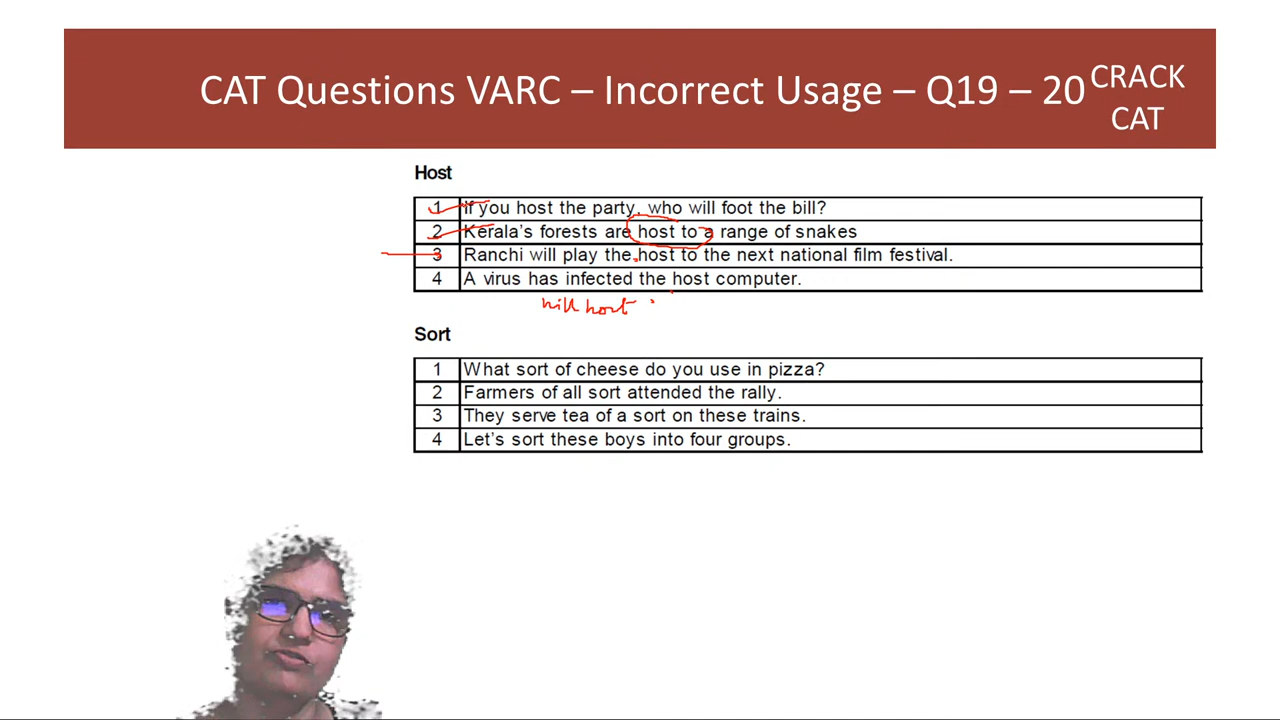 CAT Questions VARC – Incorrect Usage – Q19 – 20
CRACK
CAT
Host
1 If you host the party, who will foot the bill?
2 Kerala's forests are host to a range of snakes
3 Ranchi will play the host to the next national film festival.
4 A virus has infected the host computer.
will host
Sort
1 What sort of cheese do you use in pizza?
2 Farmers of all sort attended the rally.
3 They serve tea of a sort on these trains.
4 Let's sort these boys into four groups.